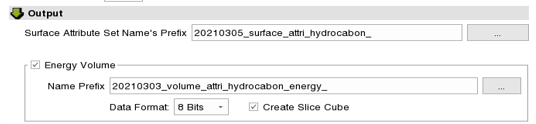 Output
Surface Attribute Set Name's Prefix 20210305_surface_attri_hydrocabon_ ...
Energy Volume
Name Prefix 20210303_volume_attri_hydrocabon_energy_ ...
Data Format: 8 Bits Create Slice Cube